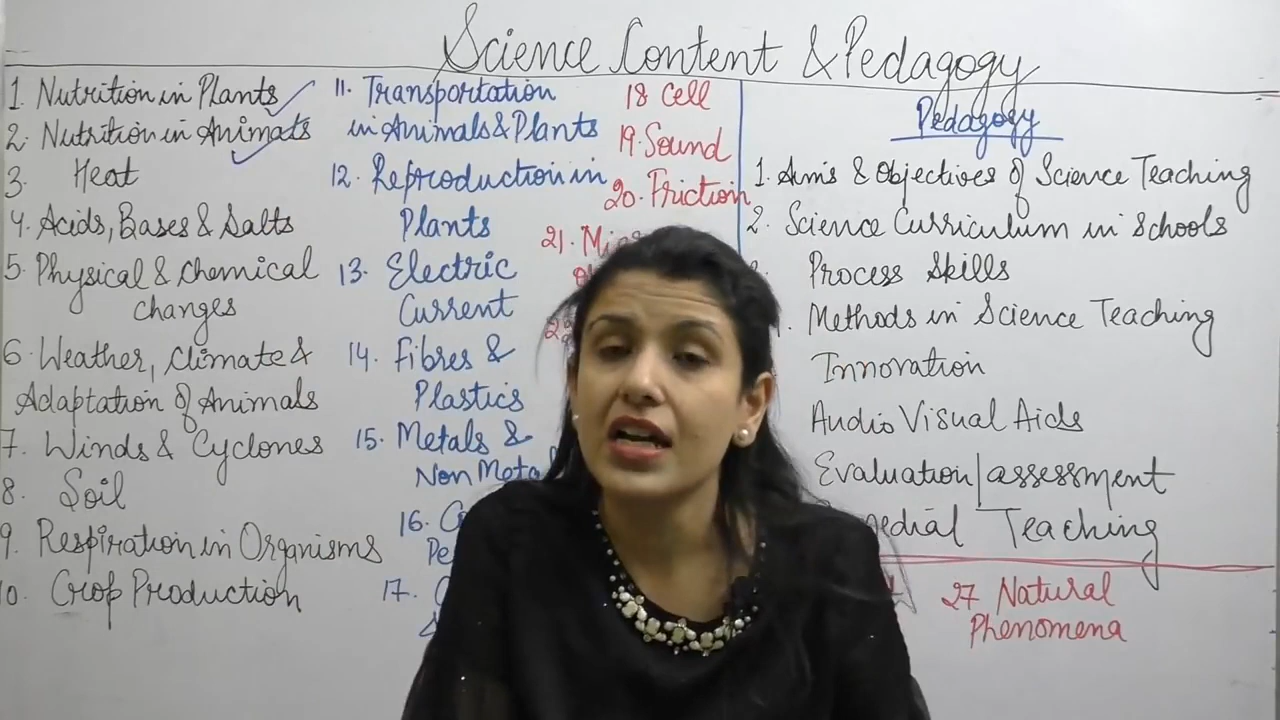 Science Content & Pedagogy
1. Nutrition in Plants
2. Nutrition in Animals
3. Heat
4. Acids, Bases & Salts
5. Physical & Chemical
changes
6. Weather, Climate &
Adaptation of Animals
7. Winds & Cyclones
8. Soil
9. Respiration in Organisms
10. Crop Production
11. Transportation
in Animals & Plants
12. Reproduction in
Plants
13. Electric
Current
14. Fibres &
Plastics
15. Metals &
Non Meta
16. C
17.
18 Cell
19. Sound
20. Friction
21.
Pedagogy
1. Aims & Objectives of Science Teaching
2. Science Curriculum in Schools
Process Skills
Methods in Science Teaching
Innovation
Audio Visual Aids
Evaluation/assessment
edial Teaching
27 Natural
Phenomena